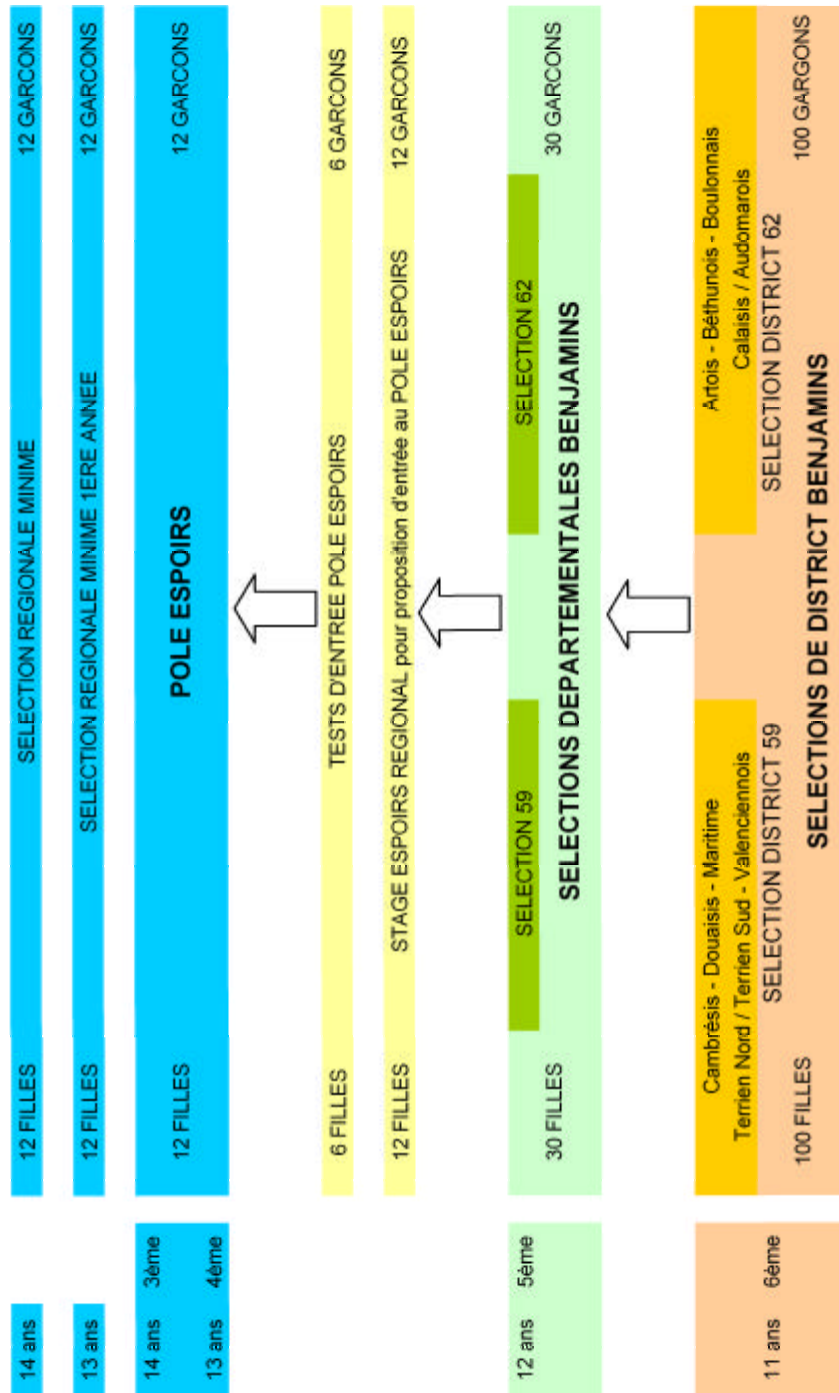 14 ans
12 FILLES
SELECTION REGIONALE MINIME
12 GARCONS
13 ans
12 FILLES
SELECTION REGIONALE MINIME 1ERE ANNEE
12 GARCONS
14 ans 3ème
13 ans 4ème
12 FILLES
POLE ESPOIRS
12 GARCONS
6 FILLES
TESTS D'ENTREE POLE ESPOIRS
6 GARCONS
12 FILLES
STAGE ESPOIRS REGIONAL pour proposition d'entrée au POLE ESPOIRS
12 GARCONS
12 ans 5ème
SELECTION 59
SELECTION 62
30 FILLES
30 GARCONS
SELECTIONS DEPARTEMENTALES BENJAMINS
11 ans 6ème
Cambrésis - Douaisis - Maritime
Terrien Nord / Terrien Sud - Valenciennois
Artois - Béthunois - Boulonnais
Calaisis / Audomarois
SELECTION DISTRICT 59
SELECTION DISTRICT 62
100 FILLES
100 GARGONS
SELECTIONS DE DISTRICT BENJAMINS